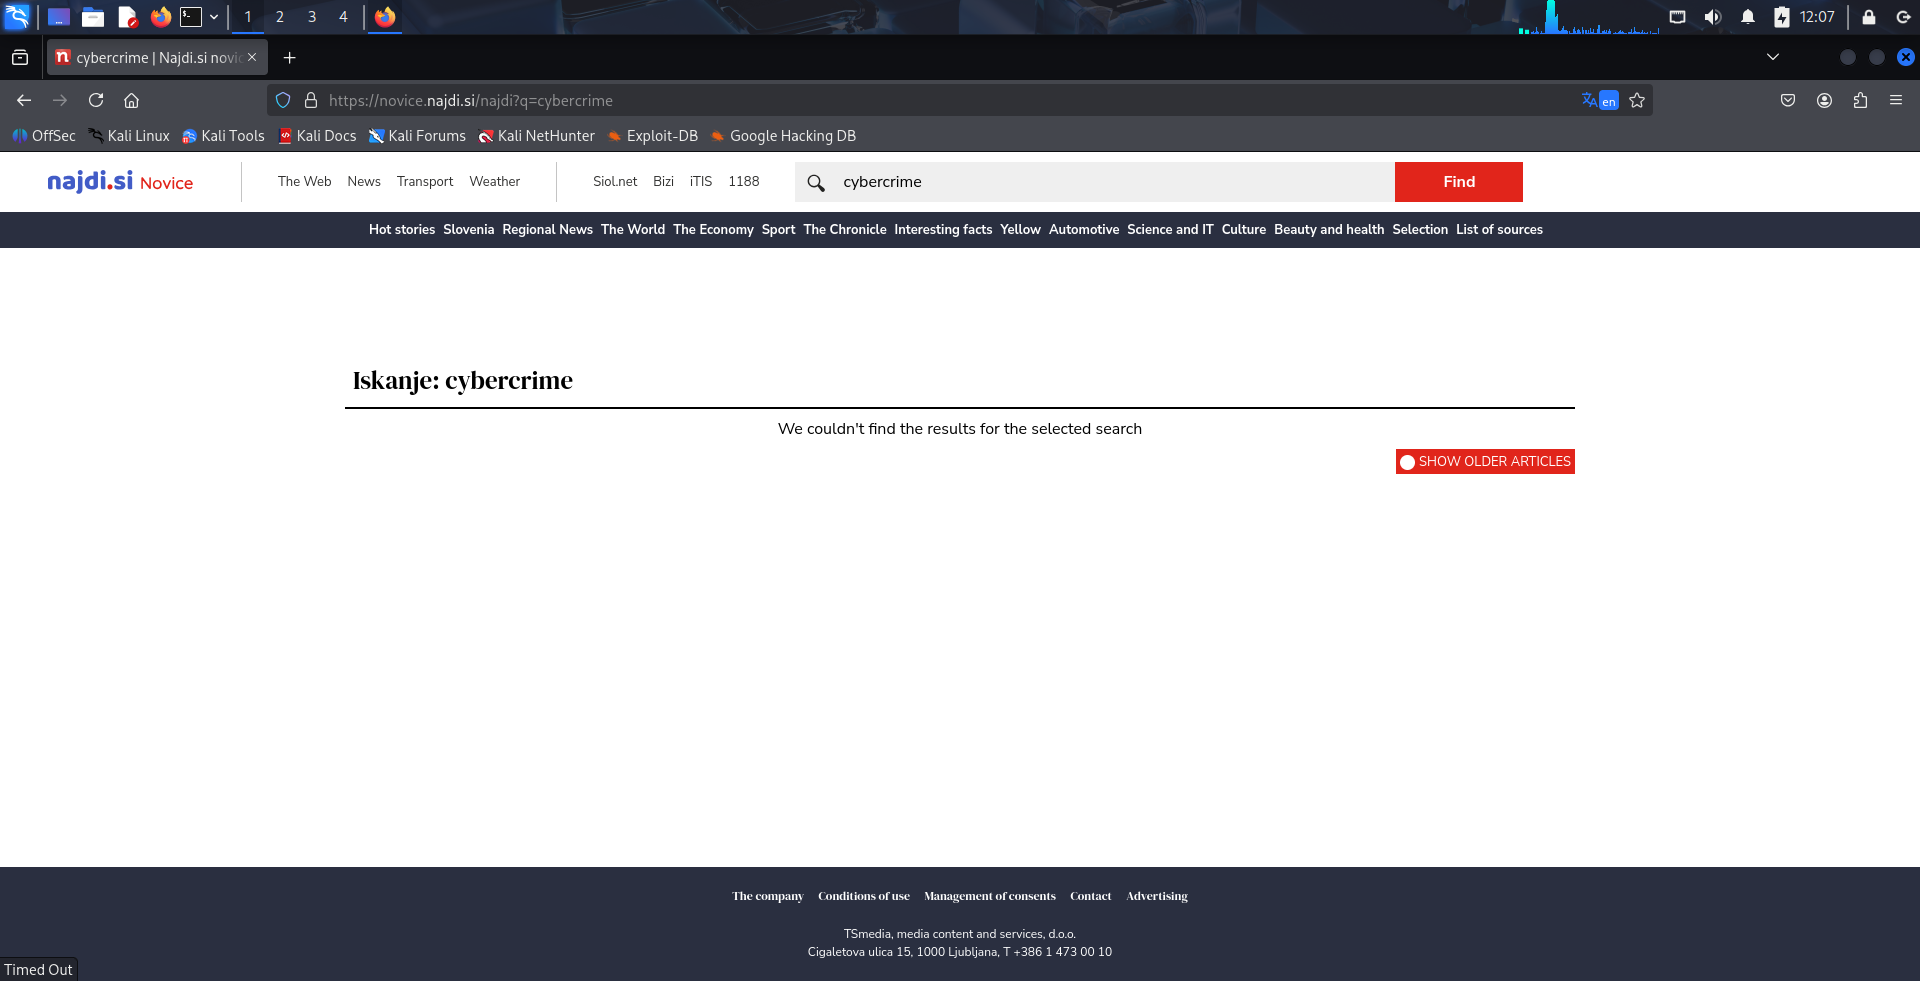 1 2 3 4 12:07
cybercrime | Najdi.si novic
https://novice.najdi.si/najdi?q=cybercrime en
OffSec Kali Linux Kali Tools Kali Docs Kali Forums Kali NetHunter Exploit-DB Google Hacking DB
najdi.si Novice The Web News Transport Weather Siol.net Bizi iTIS 1188 cybercrime Find
Hot stories Slovenia Regional News The World The Economy Sport The Chronicle Interesting facts Yellow Automotive Science and IT Culture Beauty and health Selection List of sources
Iskanje: cybercrime
We couldn't find the results for the selected search
SHOW OLDER ARTICLES
The company Conditions of use Management of consents Contact Advertising
TSmedia, media content and services, d.o.o.
Cigaletova ulica 15, 1000 Ljubljana, T +386 1 473 00 10
Timed Out